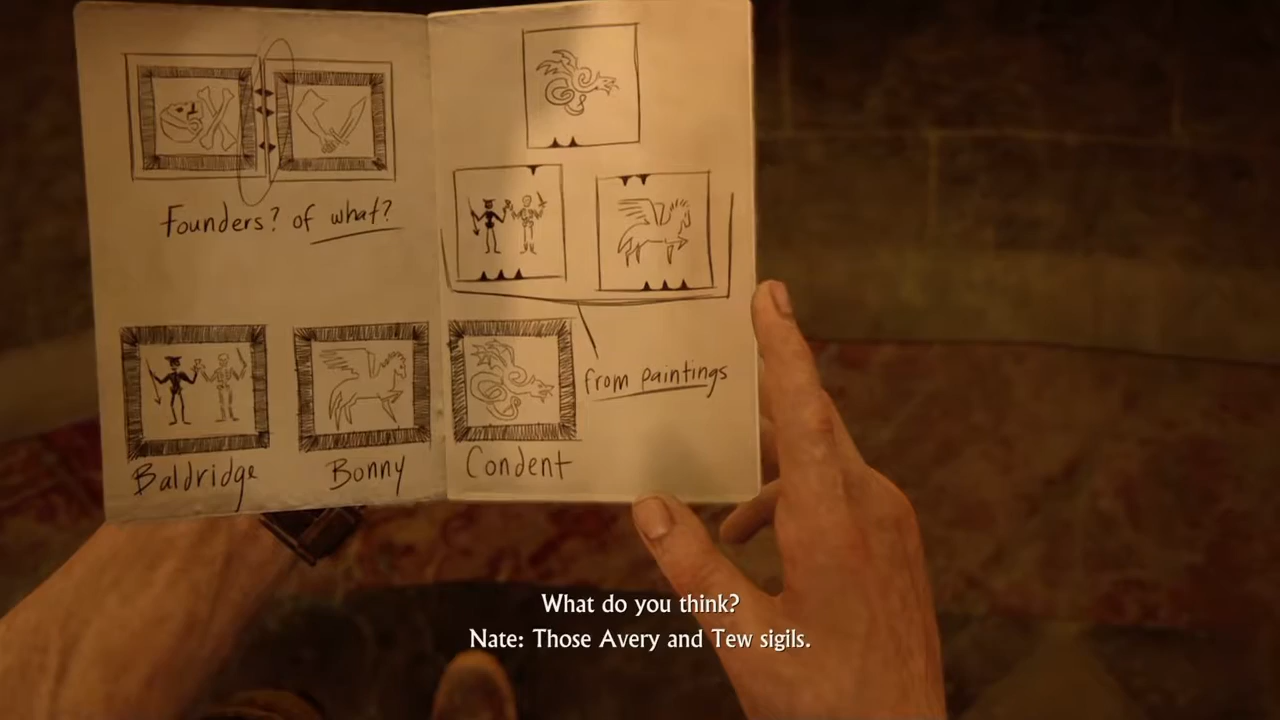 Founders? of what?
from paintings
Baldridge
Bonny
Condent
What do you think?
Nate: Those Avery and Tew sigils.